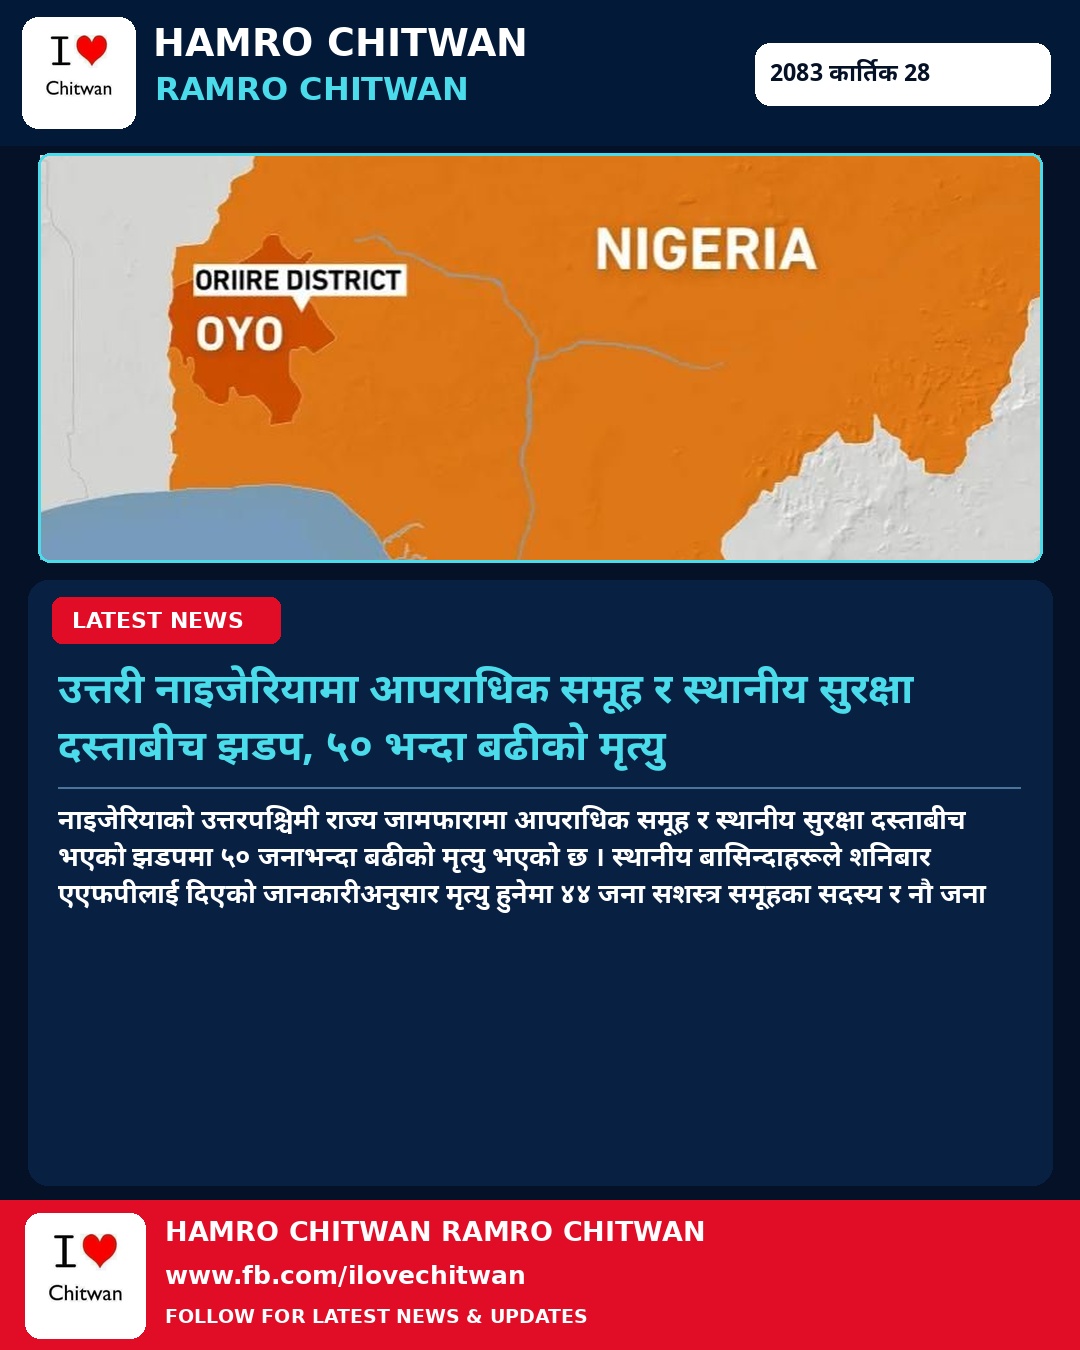 I ❤ Chitwan
HAMRO CHITWAN
RAMRO CHITWAN
2083 कार्तिक 28
NIGERIA
ORIIRE DISTRICT
OYO
LATEST NEWS
उत्तरी नाइजेरियामा आपराधिक समूह र स्थानीय सुरक्षा
दस्ताबीच झडप, ५० भन्दा बढीको मृत्यु
नाइजेरियाको उत्तरपश्चिमी राज्य जामफारामा आपराधिक समूह र स्थानीय सुरक्षा दस्ताबीच
भएको झडपमा ५० जनाभन्दा बढीको मृत्यु भएको छ । स्थानीय बासिन्दाहरूले शनिबार
एएफपीलाई दिएको जानकारीअनुसार मृत्यु हुनेमा ४४ जना सशस्त्र समूहका सदस्य र नौ जना
I ❤ Chitwan
HAMRO CHITWAN RAMRO CHITWAN
www.fb.com/ilovechitwan
FOLLOW FOR LATEST NEWS & UPDATES